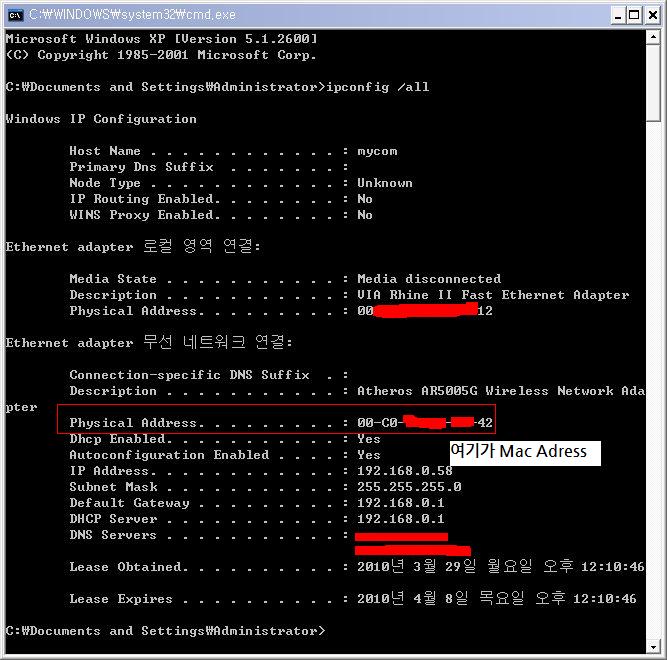 C:₩WINDOWS₩system32₩cmd.exe
Microsoft Windows XP [Version 5.1.2600]
(C) Copyright 1985-2001 Microsoft Corp.
C:₩Documents and Settings₩Administrator>ipconfig /all
Windows IP Configuration
Host Name . . . . . . . . . . . . : mycom
Primary Dns Suffix  . . . . . . . :
Node Type . . . . . . . . . . . . : Unknown
IP Routing Enabled. . . . . . . . : No
WINS Proxy Enabled. . . . . . . . : No
Ethernet adapter 로컬 영역 연결:
Media State . . . . . . . . . . . : Media disconnected
Description . . . . . . . . . . . : VIA Rhine II Fast Ethernet Adapter
Physical Address. . . . . . . . . : 00 12
Ethernet adapter 무선 네트워크 연결:
Connection-specific DNS Suffix  . :
Description . . . . . . . . . . . : Atheros AR5005G Wireless Network Ada
pter
Physical Address. . . . . . . . . : 00-C0- - -42
Dhcp Enabled. . . . . . . . . . . : Yes
Autoconfiguration Enabled . . . . : Yes
여기가 Mac Adress
IP Address. . . . . . . . . . . . : 192.168.0.58
Subnet Mask . . . . . . . . . . . : 255.255.255.0
Default Gateway . . . . . . . . . : 192.168.0.1
DHCP Server . . . . . . . . . . . : 192.168.0.1
DNS Servers . . . . . . . . . . . :
Lease Obtained. . . . . . . . . . : 2010년 3월 29일 월요일 오후 12:10:46
Lease Expires . . . . . . . . . . : 2010년 4월 8일 목요일 오후 12:10:46
C:₩Documents and Settings₩Administrator>